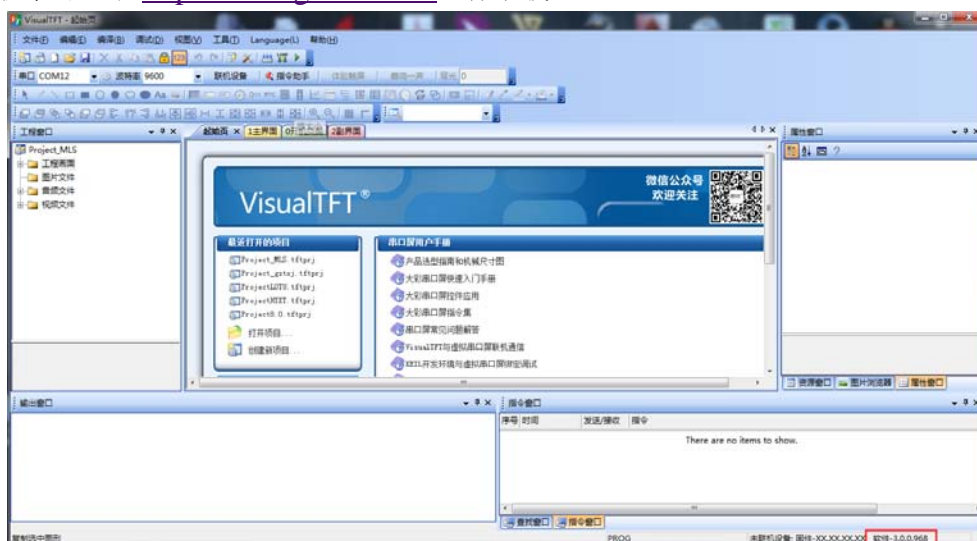 VisualTFT - 起始页
文件(F) 编辑(E) 编译(B) 调试(D) 视图(V) 工具(T) Language(L) 帮助(H)
串口 COM12 波特率 9600 联机设备 指令助手 0
工程窗口
起始页 1主界面 2副界面
属性窗口
Project_MLS
工程画面
图片文件
音频文件
视频文件
VisualTFT®
微信公众号
欢迎关注
最近打开的项目
Project_MLS.tftprj
打开项目...
创建新项目...
串口屏用户手册
产品选型指南和机械尺寸图
大彩串口屏快速入门手册
大彩串口屏控件应用
大彩串口屏指令集
串口屏常见问题解答
VisualTFT与虚拟串口屏联机通信
KEIL开发环境与虚拟串口屏绑定调试
资源窗口 图片浏览器 属性窗口
输出窗口
指令窗口
序号 时间 发送/接收 指令
There are no items to show.
查找窗口 指令窗口
复制选中图形 PROG 未联机设备 固件-XX.XX.XX.XX 软件-3.0.0.968